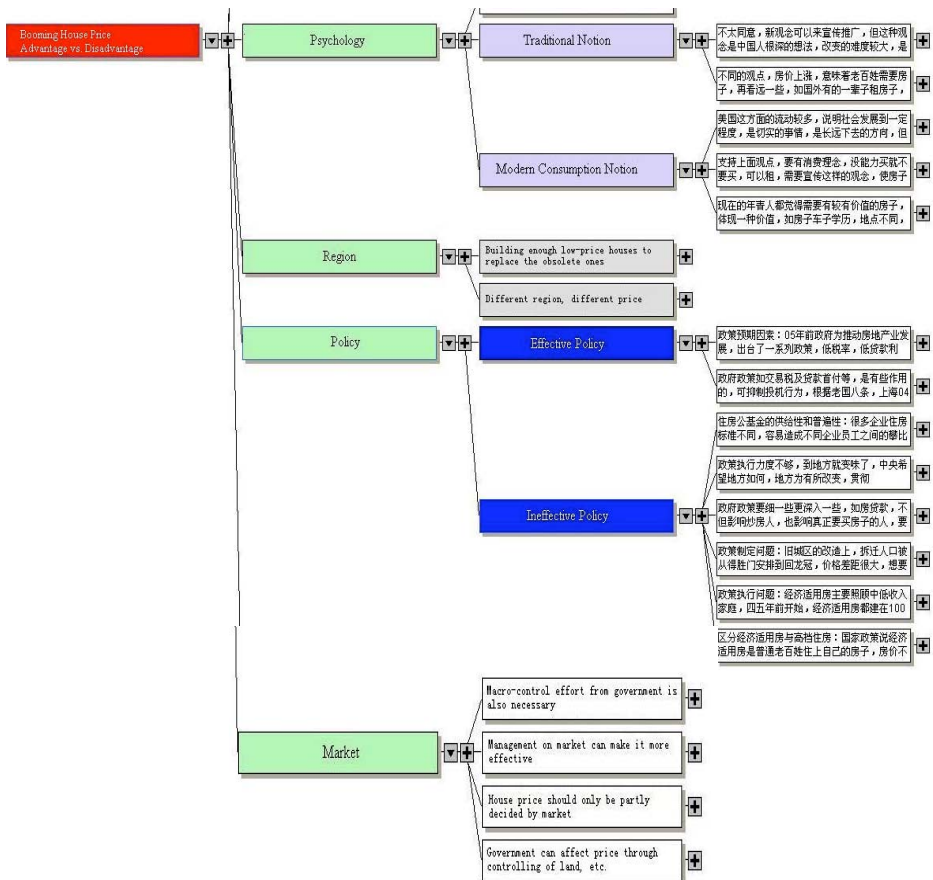 Booming House Price
Advantage vs. Disadvantage
Psychology
Traditional Notion
不太同意，新观念可以来宣传推广，但这种观
念是中国人根深的想法，改变的难度较大，是
不同的观点，房价上涨，意味着老百姓需要房
子，再看远一些，如国外有的一辈子租房子，
Modern Consumption Notion
美国这方面的流动较多，说明社会发展到一定
程度，是切实的事情，是长远下去的方向，但
支持上面观点，要有消费理念，没能力买就不
要买，可以租，需要宣传这样的观念，使房子
现在的年青人都觉得需要有较有价值的房子，
体现一种价值，如房子车子学历，地点不同，
Region
Building enough low-price houses to
replace the obsolete ones
Different region, different price
Policy
Effective Policy
政策预期因素：05年前政府为推动房地产业发
展，出台了一系列政策，低税率，低贷款利
政府政策如交易税及贷款首付等，是有些作用
的，可抑制投机行为，根据老国八条，上海04
Ineffective Policy
住房公基金的供给性和普遍性：很多企业住房
标准不同，容易造成不同企业员工之间的攀比
政策执行力度不够，到地方就变味了，中央希
望地方如何，地方为有所改变，贯彻
政府政策要细一些更深入一些，如房贷款，不
但影响炒房人，也影响真正要买房子的人，要
政策制定问题：旧城区的改造上，拆迁人口被
从得胜门安排到回龙冠，价格差距很大，想要
政策执行问题：经济适用房主要照顾中低收入
家庭，四五年前开始，经济适用房都建在100
区分经济适用房与高档住房：国家政策说经济
适用房是普通老百姓住上自己的房子，房价不
Market
Macro-control effort from government is
also necessary
Management on market can make it more
effective
House price should only be partly
decided by market
Government can affect price through
controlling of land, etc.